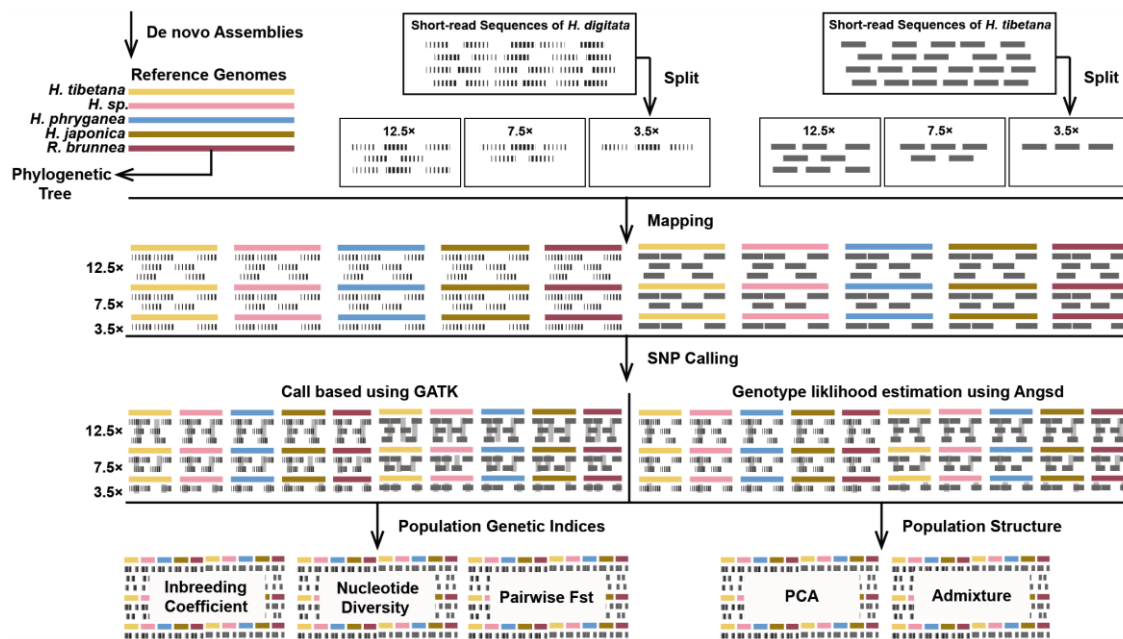 De novo Assemblies
Reference Genomes
H. tibetana
H. sp.
H. phryganea
H. japonica
R. brunnea
Phylogenetic
Tree
Short-read Sequences of H. digitata
Split
12.5×
7.5×
3.5×
Short-read Sequences of H. tibetana
Split
12.5×
7.5×
3.5×
Mapping
12.5×
7.5×
3.5×
SNP Calling
Call based using GATK
Genotype liklihood estimation using Angsd
12.5×
7.5×
3.5×
Population Genetic Indices
Population Structure
Inbreeding
Coefficient
Nucleotide
Diversity
Pairwise Fst
PCA
Admixture